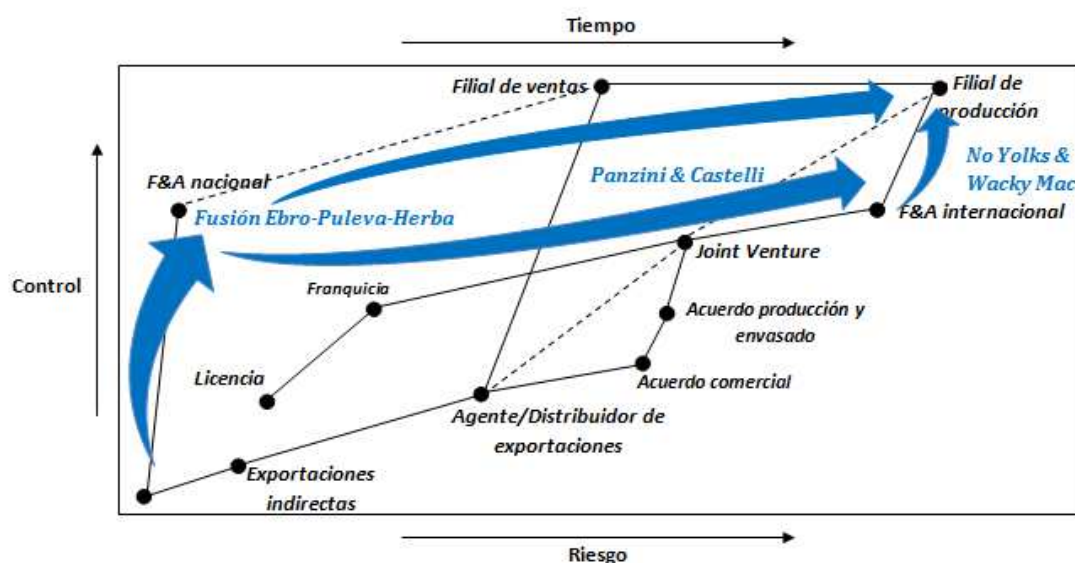 Tiempo
Filial de ventas
Filial de
producción
No Yolks &
Wacky Mac
Panzini & Castelli
F&A nacional
Fusión Ebro-Puleva-Herba
F&A internacional
Joint Venture
Control
Franquicia
Acuerdo producción y
envasado
Licencia
Acuerdo comercial
Agente/Distribuidor de
exportaciones
Exportaciones
indirectas
Riesgo